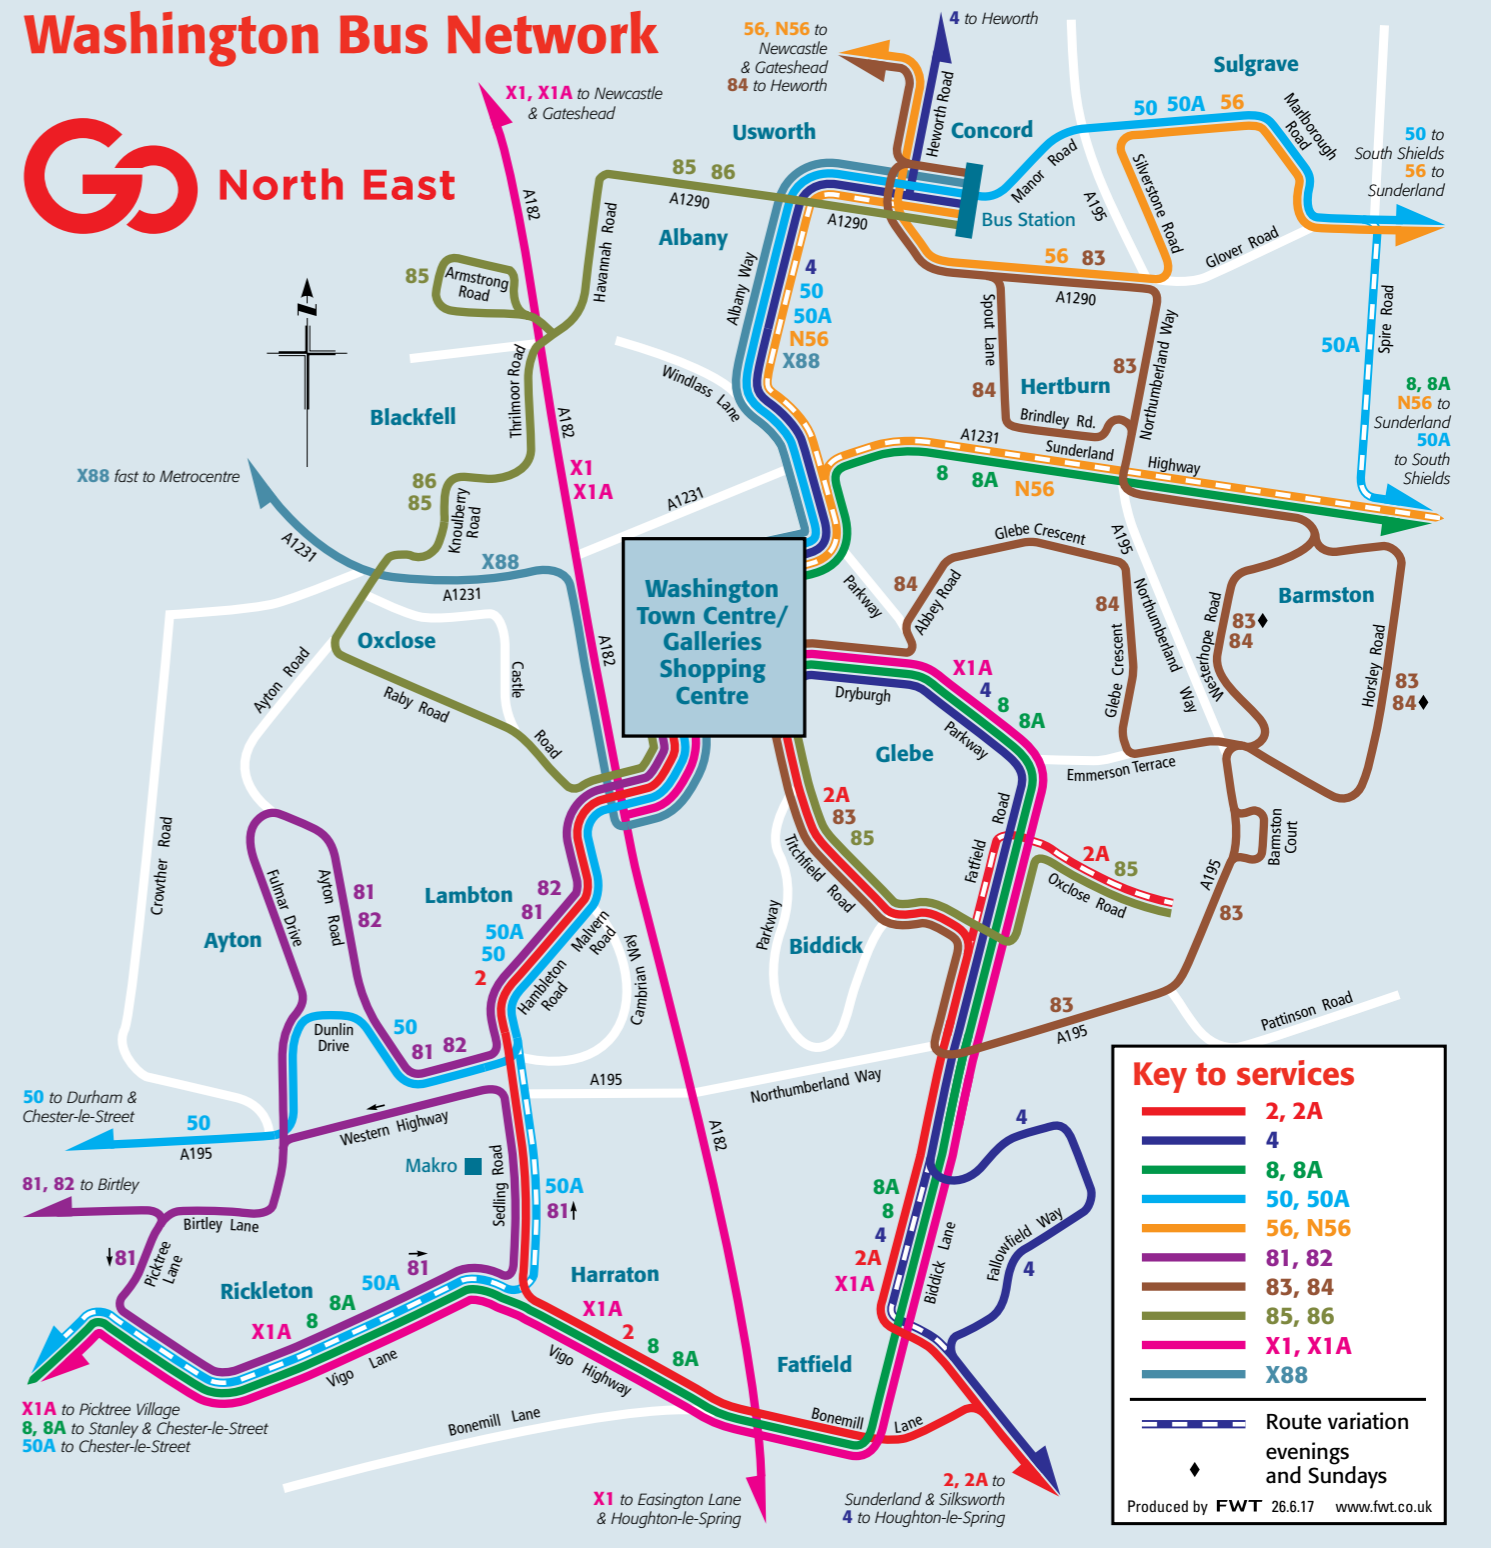 Washington Bus Network
GO North East
56, N56 to
Newcastle
& Gateshead
84 to Heworth
4 to Heworth
X1, X1A to Newcastle
& Gateshead
Usworth
Concord
Sulgrave
Heworth Road
Manor Road
50 50A 56
Marlborough
Road
50 to
South Shields
56 to
Sunderland
A182
85 86
A1290
Albany
A1290
Bus Station
A195
Silverstone Road
Glover Road
Havannah Road
85
Armstrong
Road
Albany Way
4
50
50A
N56
X88
56 83
A1290
Spout Lane
83
Northumberland Way
84
Hertburn
Brindley Rd.
50A
Spire Road
8, 8A
N56 to
Sunderland
50A
to South
Shields
Windlass Lane
Thrilmoor Road
Blackfell
A182
X88 fast to Metrocentre
86
85
Knoulberry
Road
X1
X1A
A1231
A1231
Sunderland
Highway
8 8A N56
A1231
X88
A1231
Washington
Town Centre/
Galleries
Shopping
Centre
Parkway
84
Abbey Road
Glebe Crescent
A195
84
Glebe Crescent
Northumberland
Way
Westerhope Road
83♦
84
Barmston
Horsley Road
83
84♦
Oxclose
Ayton Road
Raby Road
Castle
Road
A182
Dryburgh
X1A
4
8
8A
Parkway
Glebe
Emmerson Terrace
2A
83
85
Titchfield Road
Fatfield
Road
2A
85
Oxclose Road
Barmston
Court
A195
83
Crowther Road
Fulmar Drive
Ayton Road
81
82
Lambton
82
81
50A
50
2
Ayton
Hambleton
Road
Malvern
Road
Cambrian Way
Parkway
Biddick
83
A195
Pattinson Road
Dunlin
Drive
50
81 82
A195
Northumberland Way
50 to Durham &
Chester-le-Street
50
A195
Western Highway
Makro
Sedling Road
A182
81, 82 to Birtley
Birtley Lane
50A
81
81
Picktree
Lane
Rickleton
81
50A
8A
8
X1A
Vigo Lane
Harraton
X1A
2
8
8A
Vigo Highway
8A
8
4
2A
X1A
Biddick Lane
4
Fallowfield Way
4
Fatfield
Bonemill Lane
Bonemill
Lane
X1A to Picktree Village
8, 8A to Stanley & Chester-le-Street
50A to Chester-le-Street
X1 to Easington Lane
& Houghton-le-Spring
2, 2A to
Sunderland & Silksworth
4 to Houghton-le-Spring
Key to services
2, 2A
4
8, 8A
50, 50A
56, N56
81, 82
83, 84
85, 86
X1, X1A
X88
Route variation
evenings
♦ and Sundays
Produced by FWT 26.6.17 www.fwt.co.uk